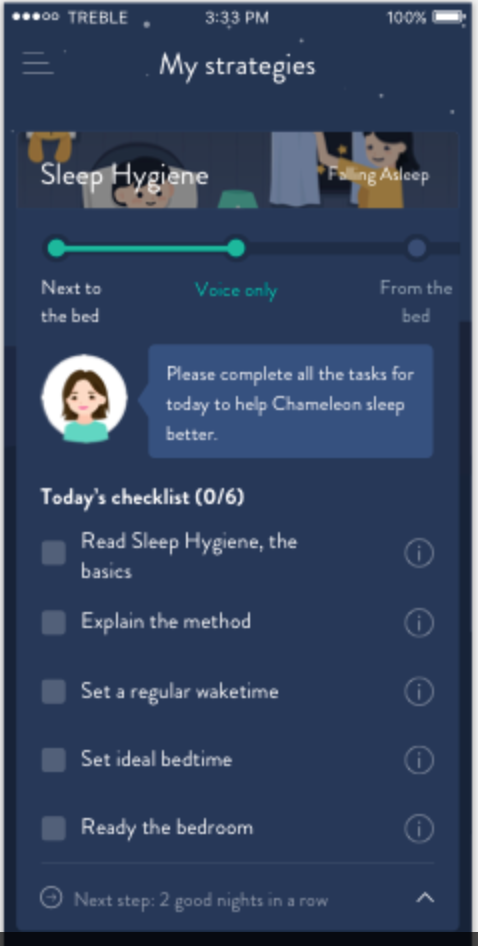 TREBLE 3:33 PM 100%
My strategies
Sleep Hygiene Falling Asleep
Next to
the bed
Voice only
From the
bed
Please complete all the tasks for
today to help Chameleon sleep
better.
Today's checklist (0/6)
Read Sleep Hygiene, the
basics
Explain the method
Set a regular waketime
Set ideal bedtime
Ready the bedroom
Next step: 2 good nights in a row